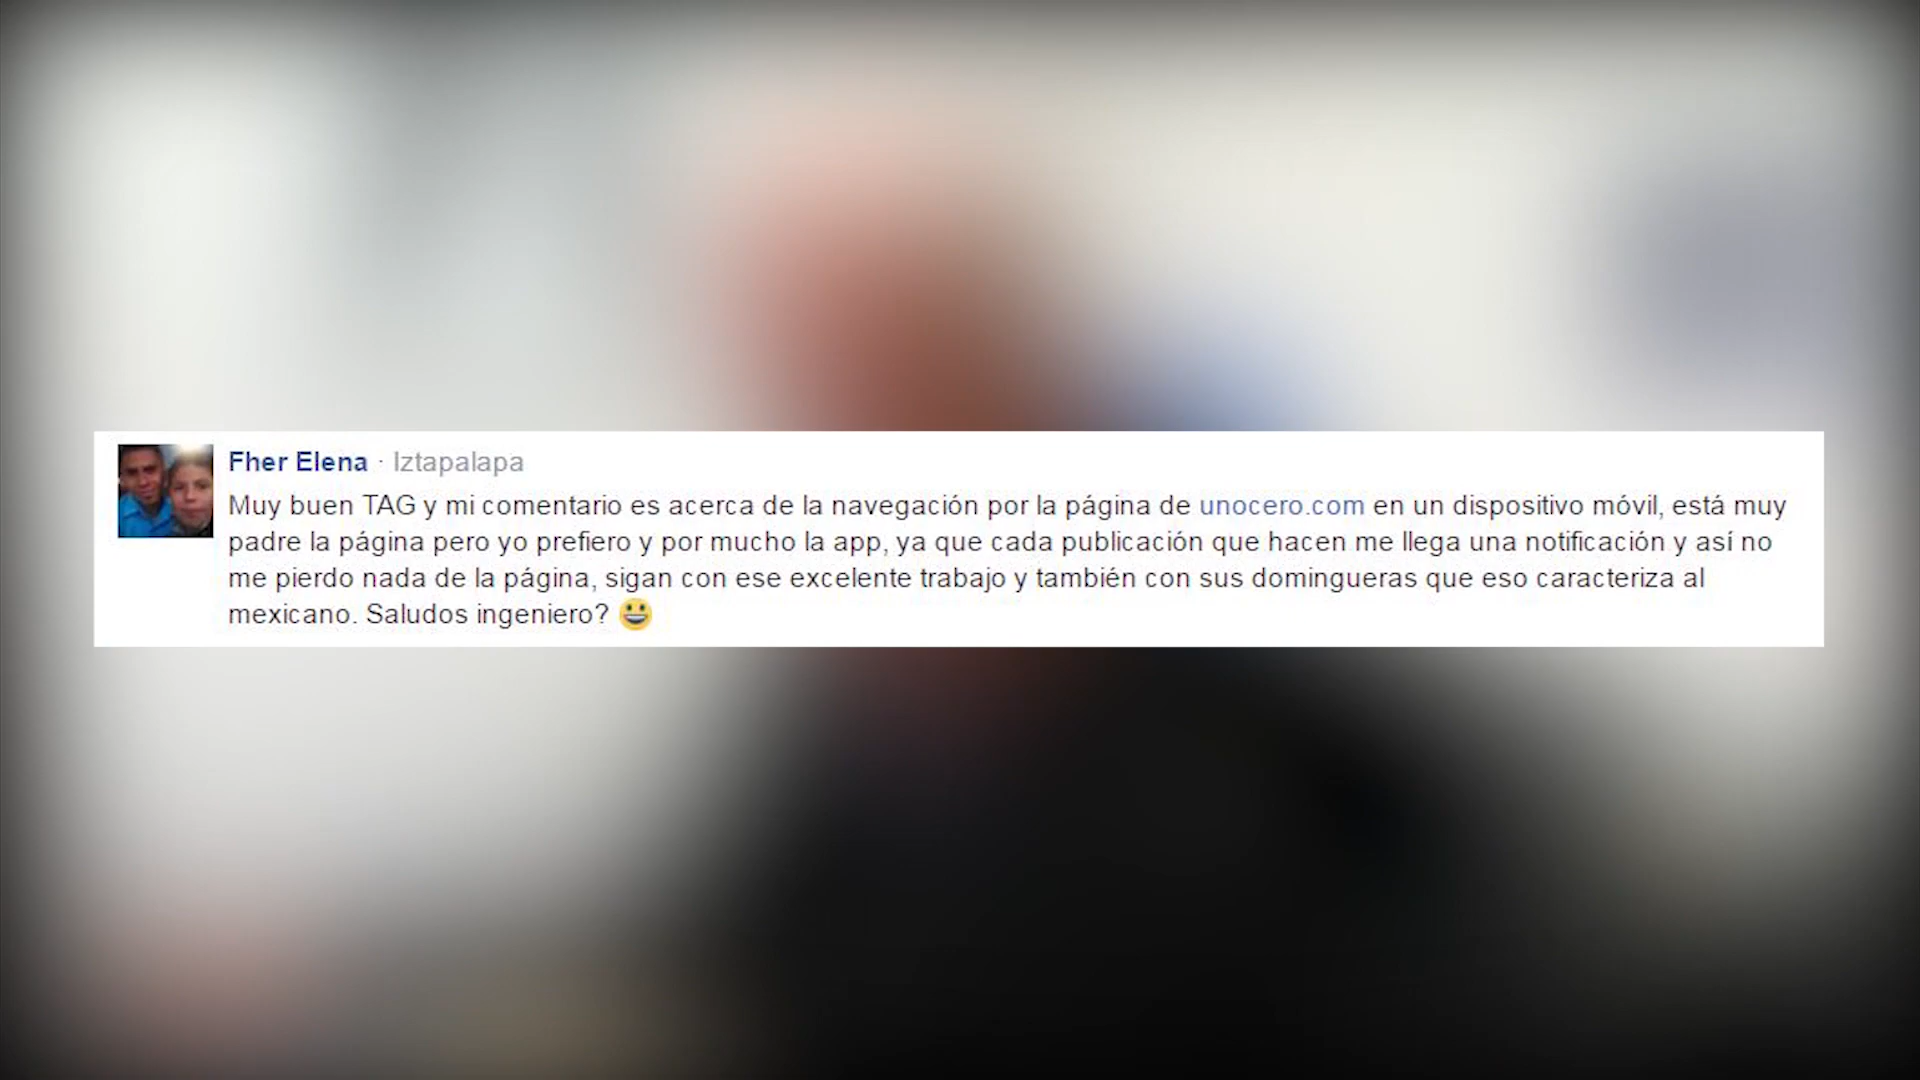 Fher Elena · Iztapalapa
Muy buen TAG y mi comentario es acerca de la navegación por la página de unocero.com en un dispositivo móvil, está muy
padre la página pero yo prefiero y por mucho la app, ya que cada publicación que hacen me llega una notificación y así no
me pierdo nada de la página, sigan con ese excelente trabajo y también con sus domingueras que eso caracteriza al
mexicano. Saludos ingeniero? 😃